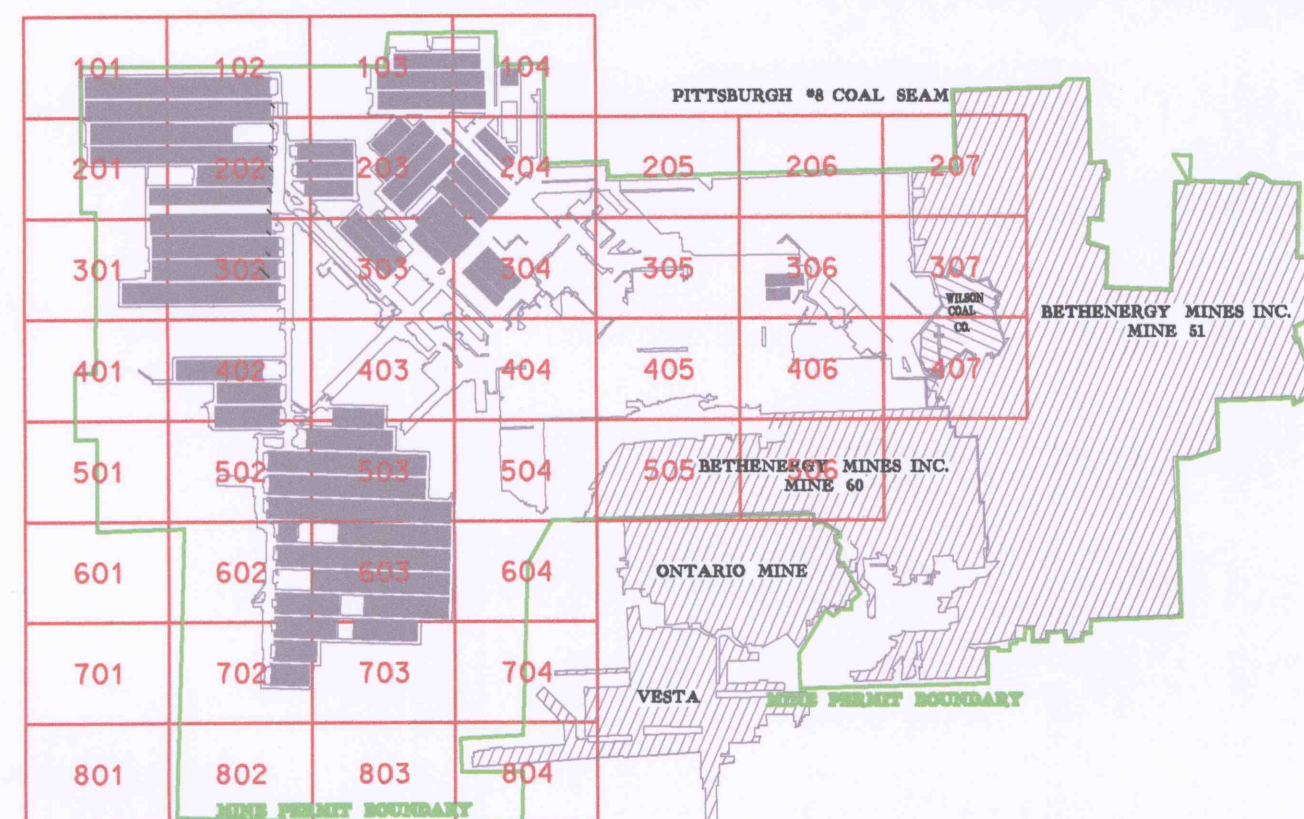 101 102 103 104
PITTSBURGH #8 COAL SEAM
201 202 203 204 205 206 207
301 302 303 304 305 306 307
WILSON
COAL
CO.
BETHENERGY MINES INC.
MINE 51
401 402 403 404 405 406 407
501 502 503 504 505 506
BETHENERGY MINES INC.
MINE 60
601 602 603 604
ONTARIO MINE
701 702 703 704
VESTA
MINE PERMIT BOUNDARY
801 802 803 804
MINE PERMIT BOUNDARY